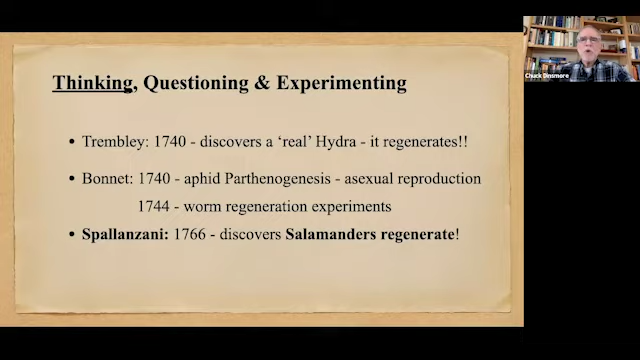 Thinking, Questioning & Experimenting
• Trembley: 1740 - discovers a ‘real’ Hydra - it regenerates!!
• Bonnet: 1740 - aphid Parthenogenesis - asexual reproduction
1744 - worm regeneration experiments
• Spallanzani: 1766 - discovers Salamanders regenerate!
Chuck Dinsmore